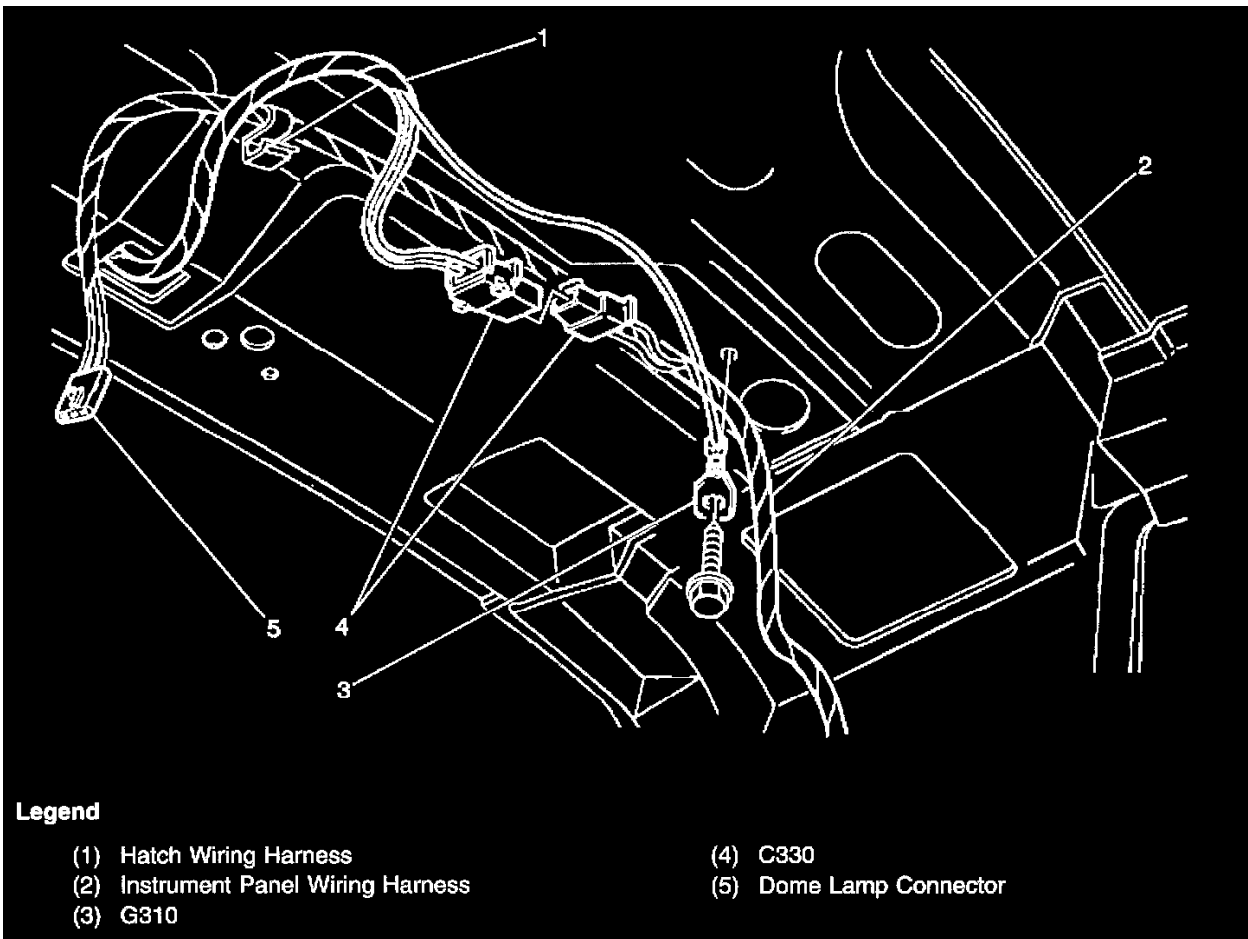 1
2
5
4
3
Legend
(1) Hatch Wiring Harness
(2) Instrument Panel Wiring Harness
(3) G310
(4) C330
(5) Dome Lamp Connector